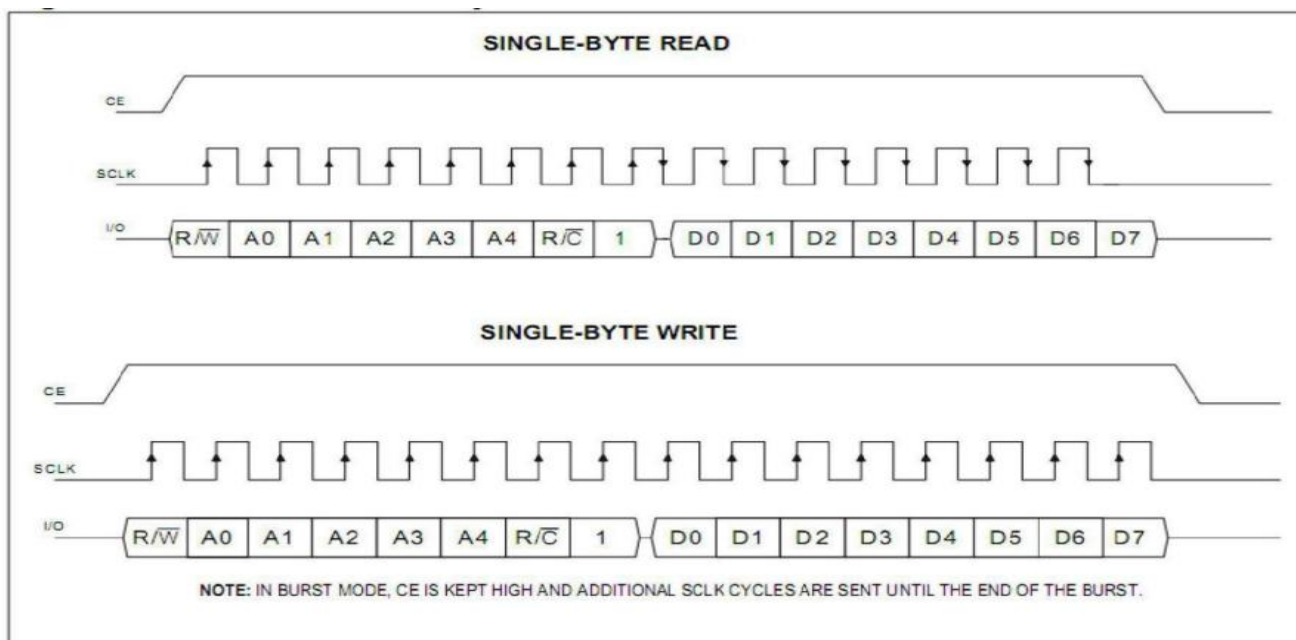 SINGLE-BYTE READ
CE
SCLK
I/O R/W̅ A0 A1 A2 A3 A4 R/C̅ 1 D0 D1 D2 D3 D4 D5 D6 D7
SINGLE-BYTE WRITE
CE
SCLK
I/O R/W̅ A0 A1 A2 A3 A4 R/C̅ 1 D0 D1 D2 D3 D4 D5 D6 D7
NOTE: IN BURST MODE, CE IS KEPT HIGH AND ADDITIONAL SCLK CYCLES ARE SENT UNTIL THE END OF THE BURST.